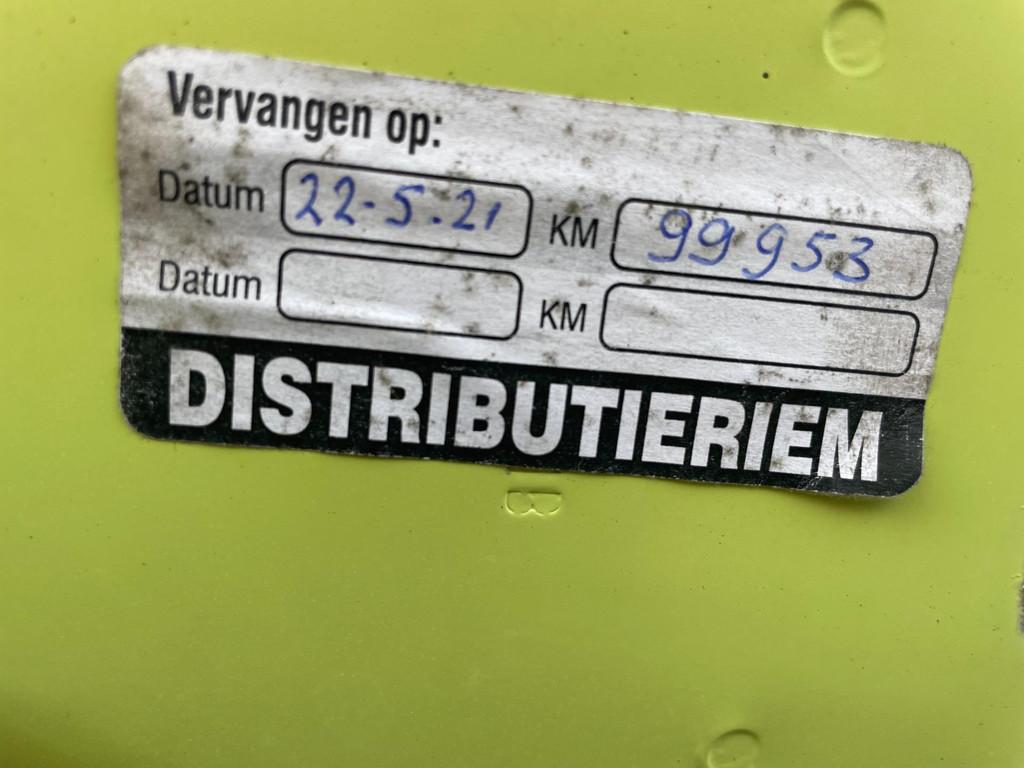 Vervangen op:
Datum 22-5-21 KM 99953
Datum KM
DISTRIBUTIERIEM